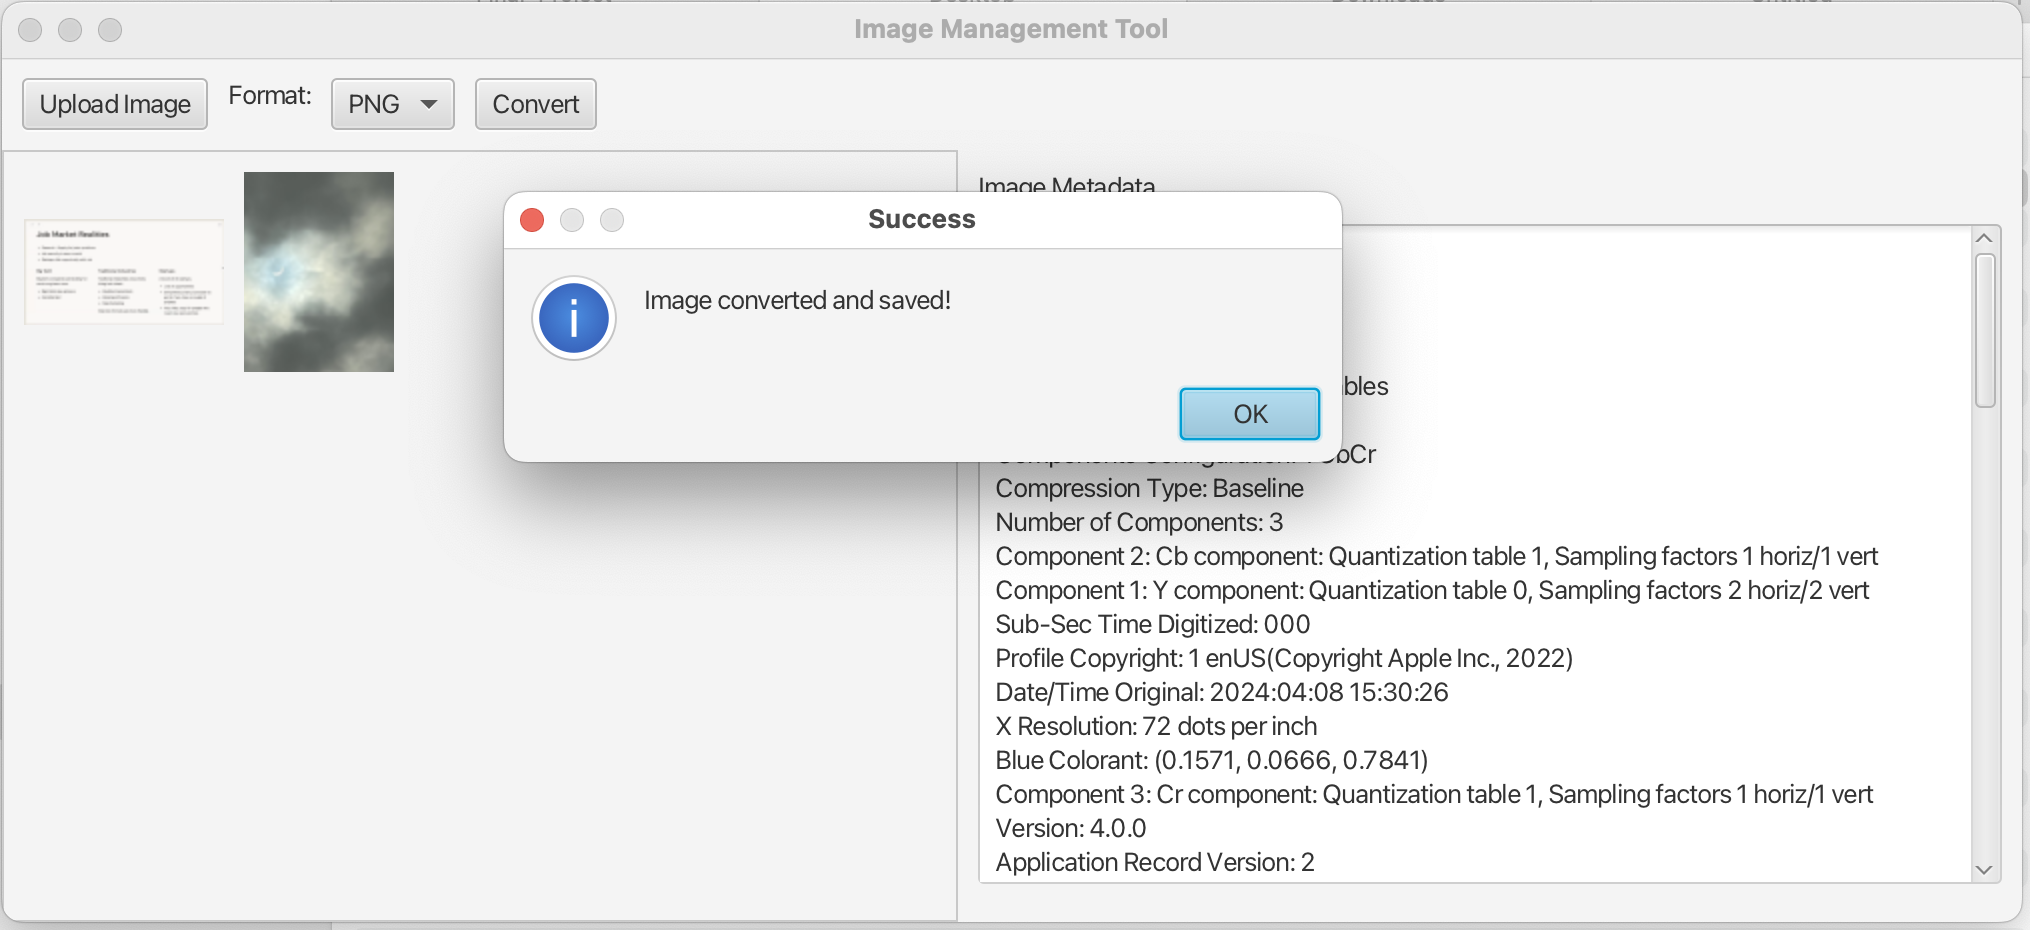 Image Management Tool
Upload Image
Format:
PNG
Convert
Image Metadata
Job Market Realities
Success
Image converted and saved!
OK
bles
bCr
Compression Type: Baseline
Number of Components: 3
Component 2: Cb component: Quantization table 1, Sampling factors 1 horiz/1 vert
Component 1: Y component: Quantization table 0, Sampling factors 2 horiz/2 vert
Sub-Sec Time Digitized: 000
Profile Copyright: 1 enUS(Copyright Apple Inc., 2022)
Date/Time Original: 2024:04:08 15:30:26
X Resolution: 72 dots per inch
Blue Colorant: (0.1571, 0.0666, 0.7841)
Component 3: Cr component: Quantization table 1, Sampling factors 1 horiz/1 vert
Version: 4.0.0
Application Record Version: 2